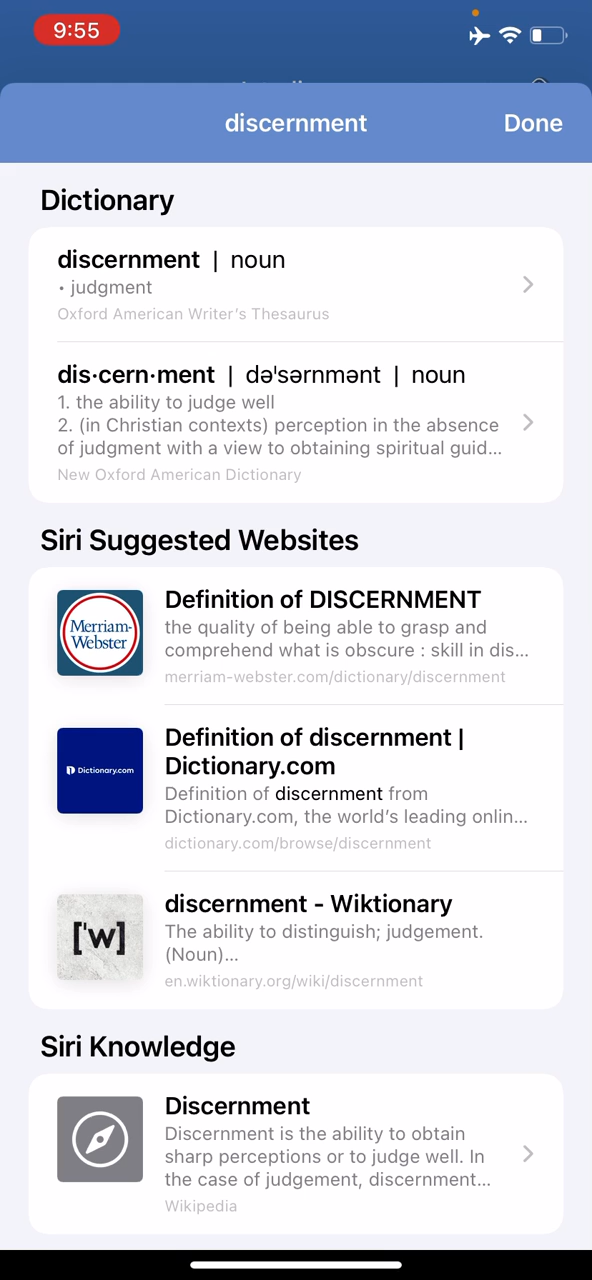 9:55
discernment
Done
Dictionary
discernment | noun
• judgment
Oxford American Writer's Thesaurus
dis·cern·ment | dəˈsərnmənt | noun
1. the ability to judge well
2. (in Christian contexts) perception in the absence
of judgment with a view to obtaining spiritual guid...
New Oxford American Dictionary
Siri Suggested Websites
Merriam-
Webster
Definition of DISCERNMENT
the quality of being able to grasp and
comprehend what is obscure : skill in dis...
merriam-webster.com/dictionary/discernment
Dictionary.com
Definition of discernment |
Dictionary.com
Definition of discernment from
Dictionary.com, the world's leading onlin...
dictionary.com/browse/discernment
['w]
discernment - Wiktionary
The ability to distinguish; judgement.
(Noun)...
en.wiktionary.org/wiki/discernment
Siri Knowledge
Discernment
Discernment is the ability to obtain
sharp perceptions or to judge well. In
the case of judgement, discernment...
Wikipedia